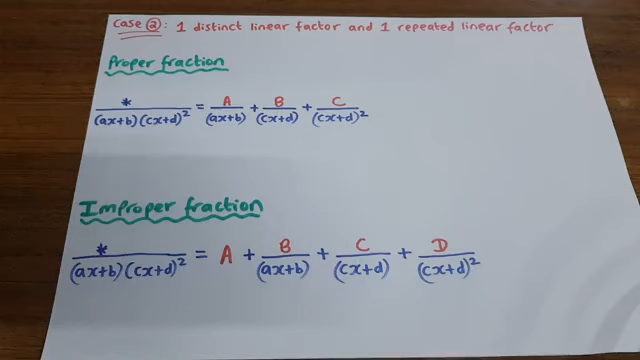 Case ②: 1 distinct linear factor and 1 repeated linear factor
Proper fraction
*/((ax+b)(cx+d)²) = A/(ax+b) + B/(cx+d) + C/(cx+d)²
Improper fraction
*/((ax+b)(cx+d)²) = A + B/(ax+b) + C/(cx+d) + D/(cx+d)²